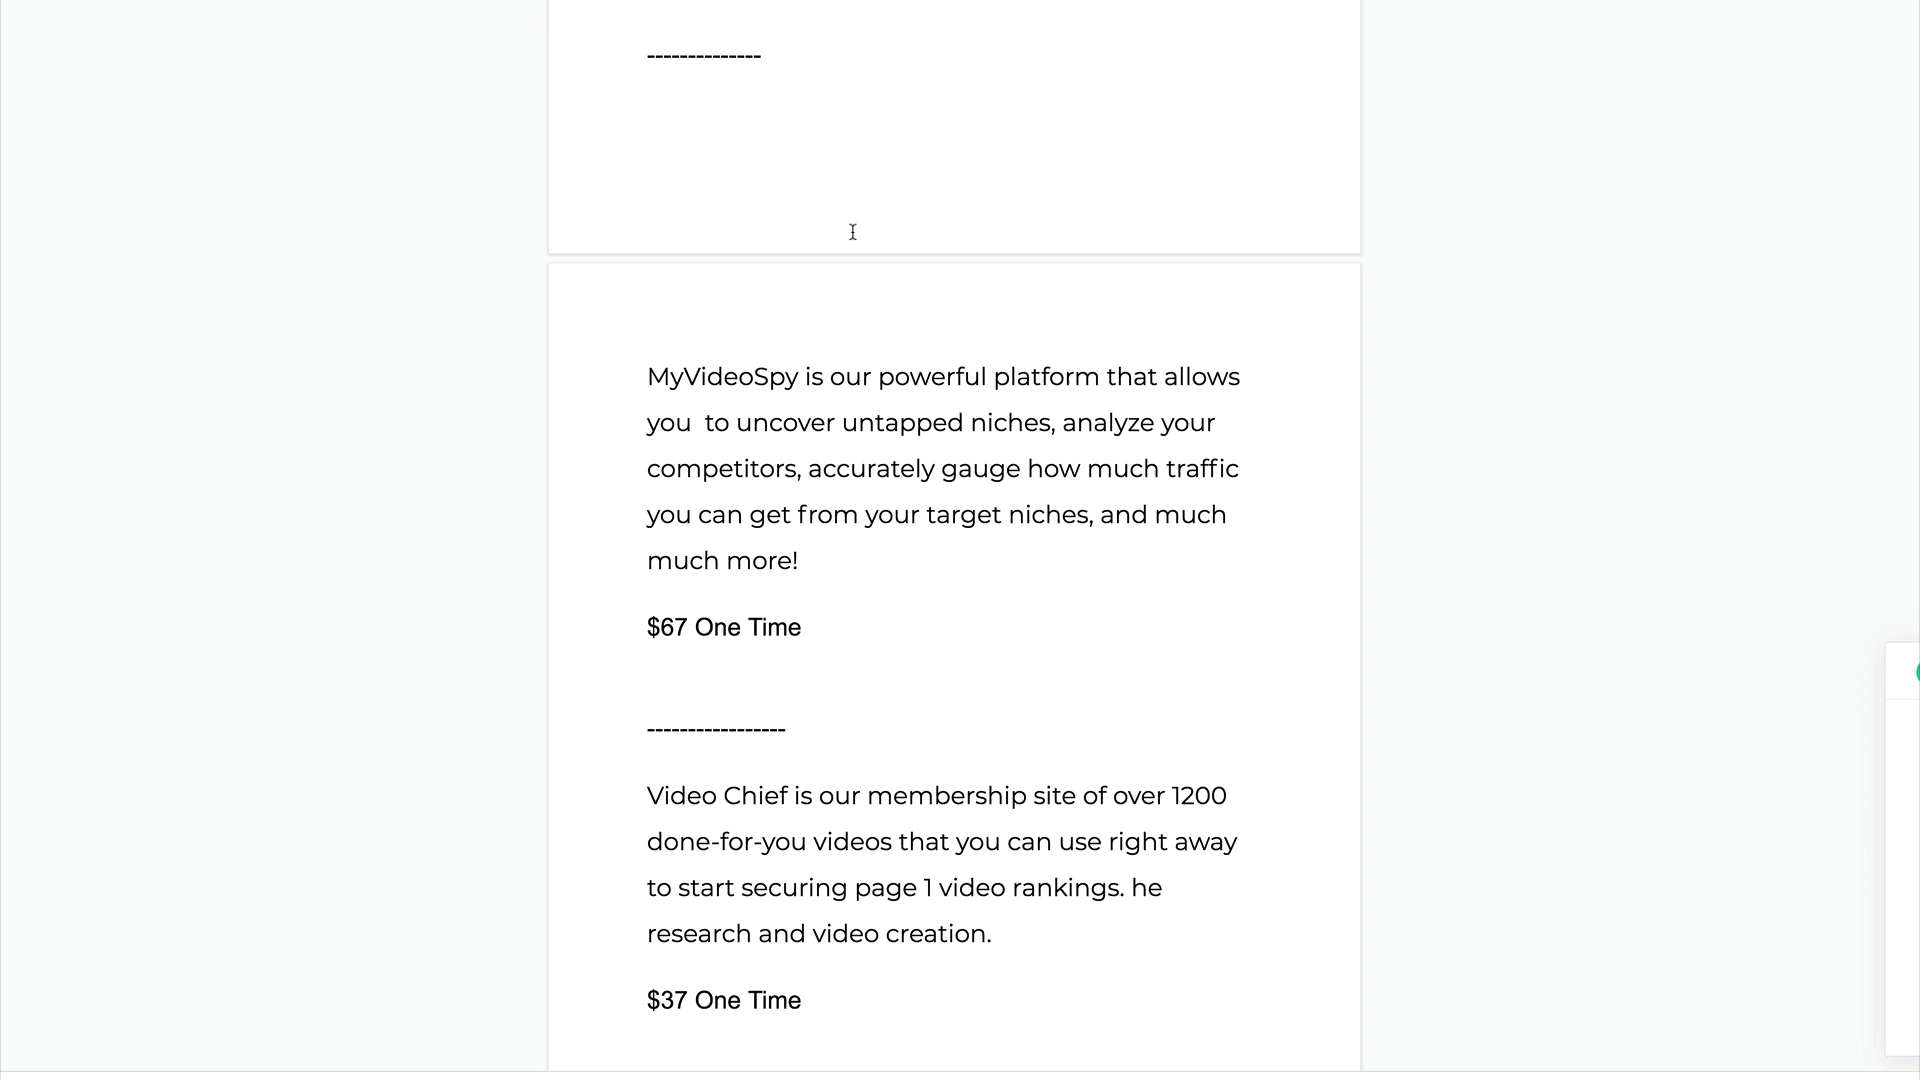 --------------
MyVideoSpy is our powerful platform that allows
you  to uncover untapped niches, analyze your
competitors, accurately gauge how much traffic
you can get from your target niches, and much
much more!
$67 One Time
-----------------
Video Chief is our membership site of over 1200
done-for-you videos that you can use right away
to start securing page 1 video rankings. he
research and video creation.
$37 One Time